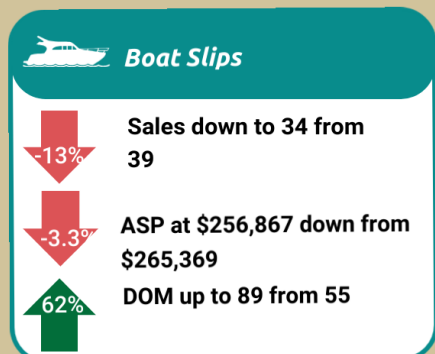 Boat Slips
-13%
Sales down to 34 from
39
-3.3%
ASP at $256,867 down from
$265,369
62%
DOM up to 89 from 55